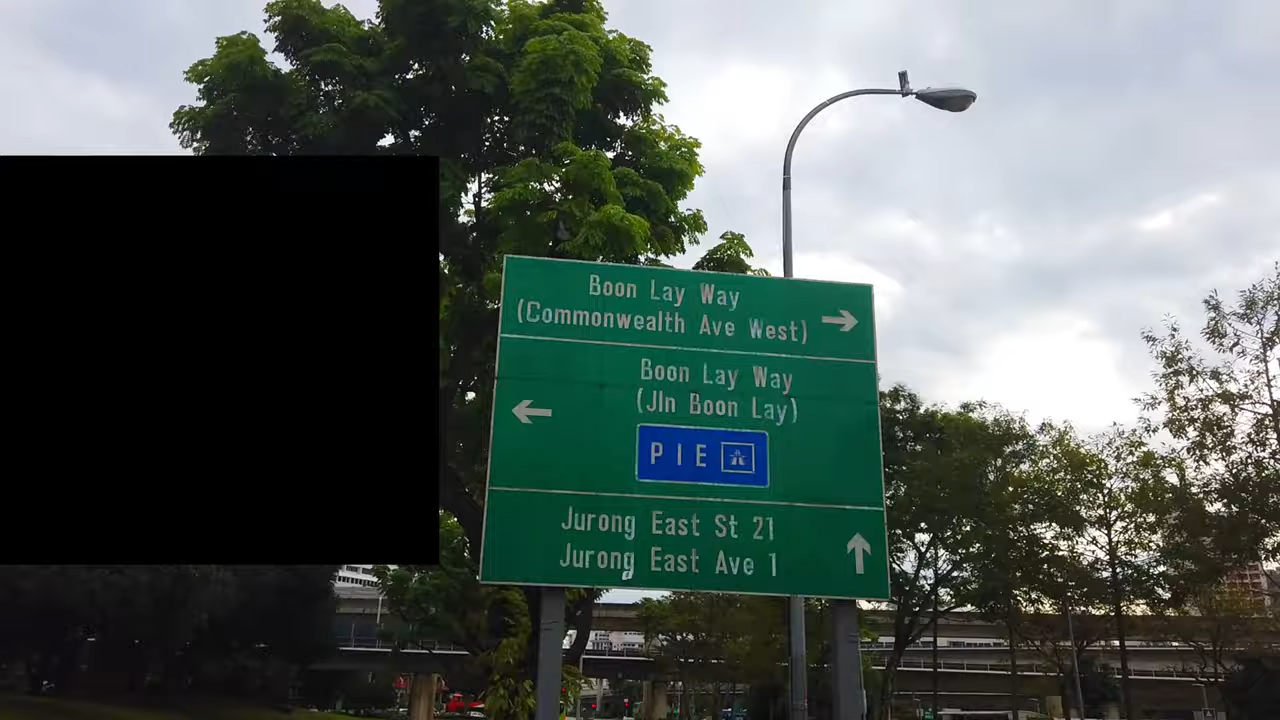 Boon Lay Way
(Commonwealth Ave West)
Boon Lay Way
(Jln Boon Lay)
PIE
Jurong East St 21
Jurong East Ave 1